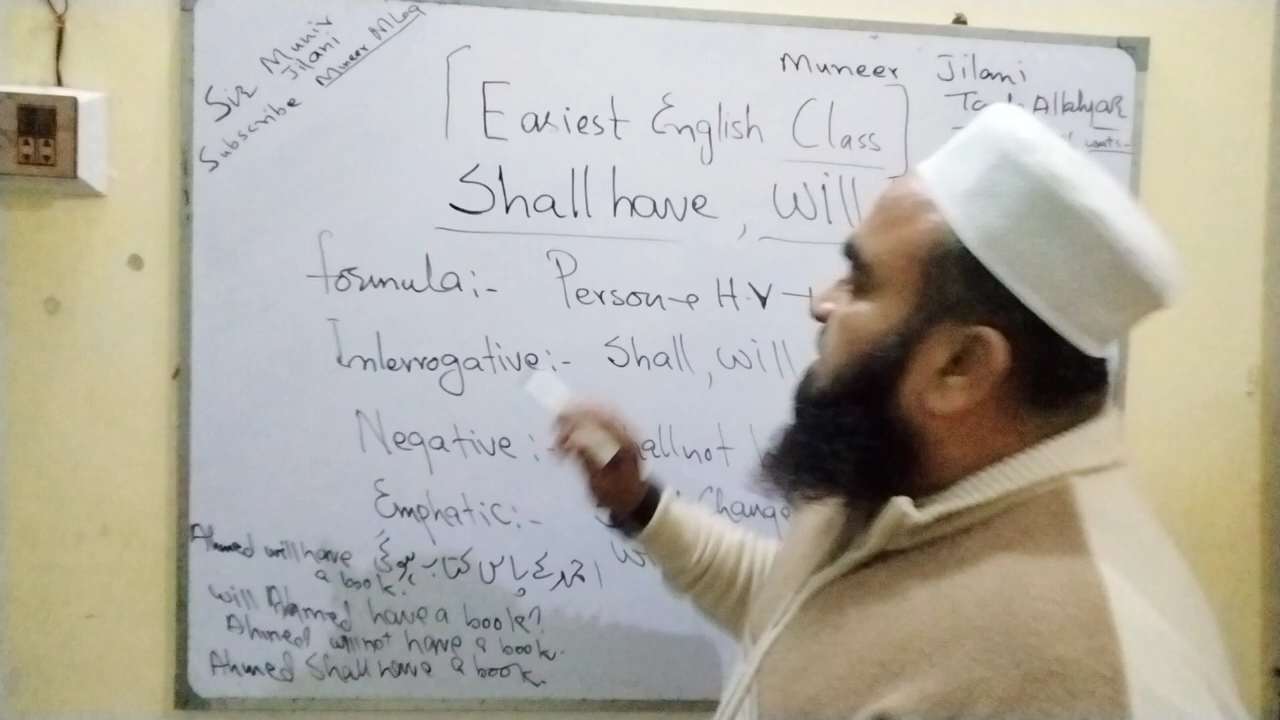 Sir Munir
Jilani
Subscribe Muneer Mlog
Muneer Jilani
[Easiest English Class]
Shall have, Will
formula:- Person + H.V +
Interrogative:- Shall, Will
Negative:- not
Emphatic:- Change
Ahmed will have
a book.
احمد کے پاس کتاب ہوگی
Will Ahmed have a book?
Ahmed will not have a book.
Ahmed Shall have a book.